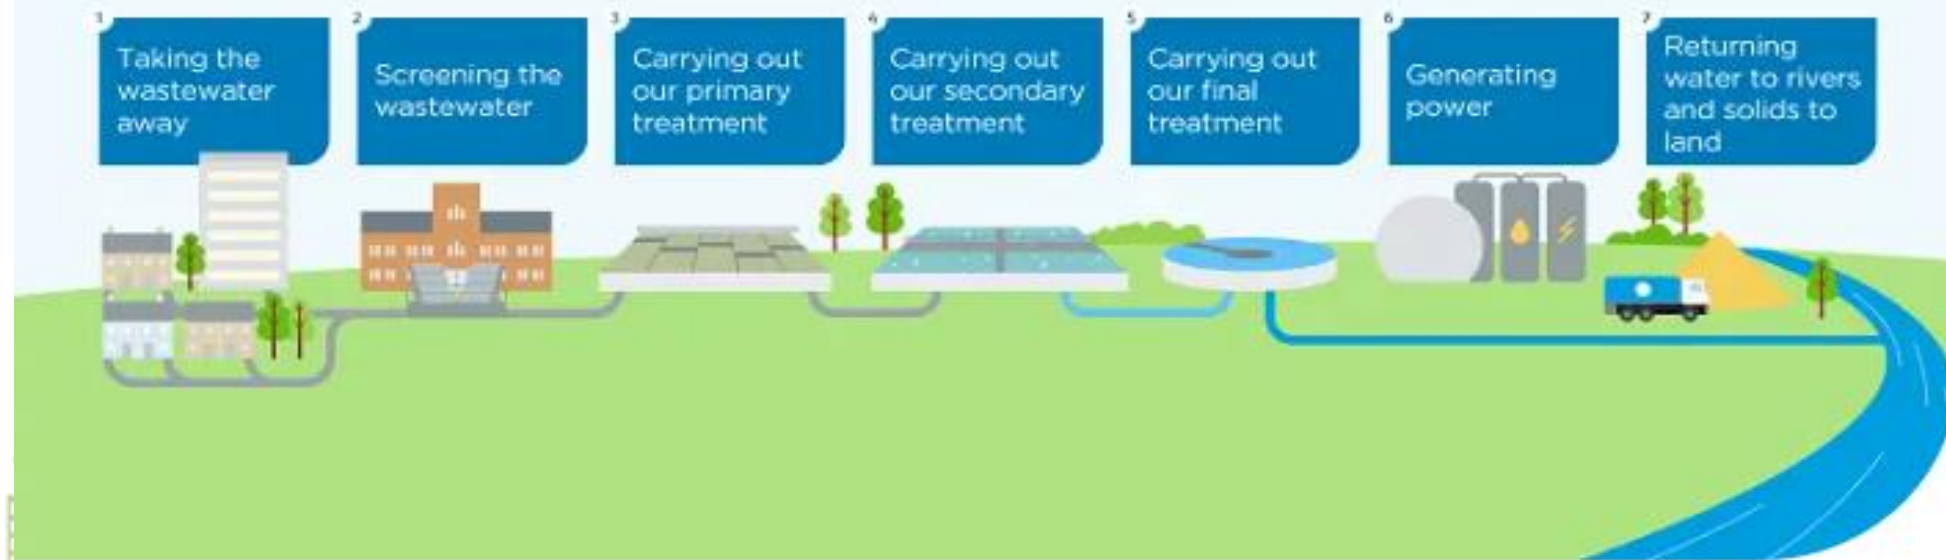 1
Taking the
wastewater
away
2
Screening the
wastewater
3
Carrying out
our primary
treatment
4
Carrying out
our secondary
treatment
5
Carrying out
our final
treatment
6
Generating
power
7
Returning
water to rivers
and solids to
land